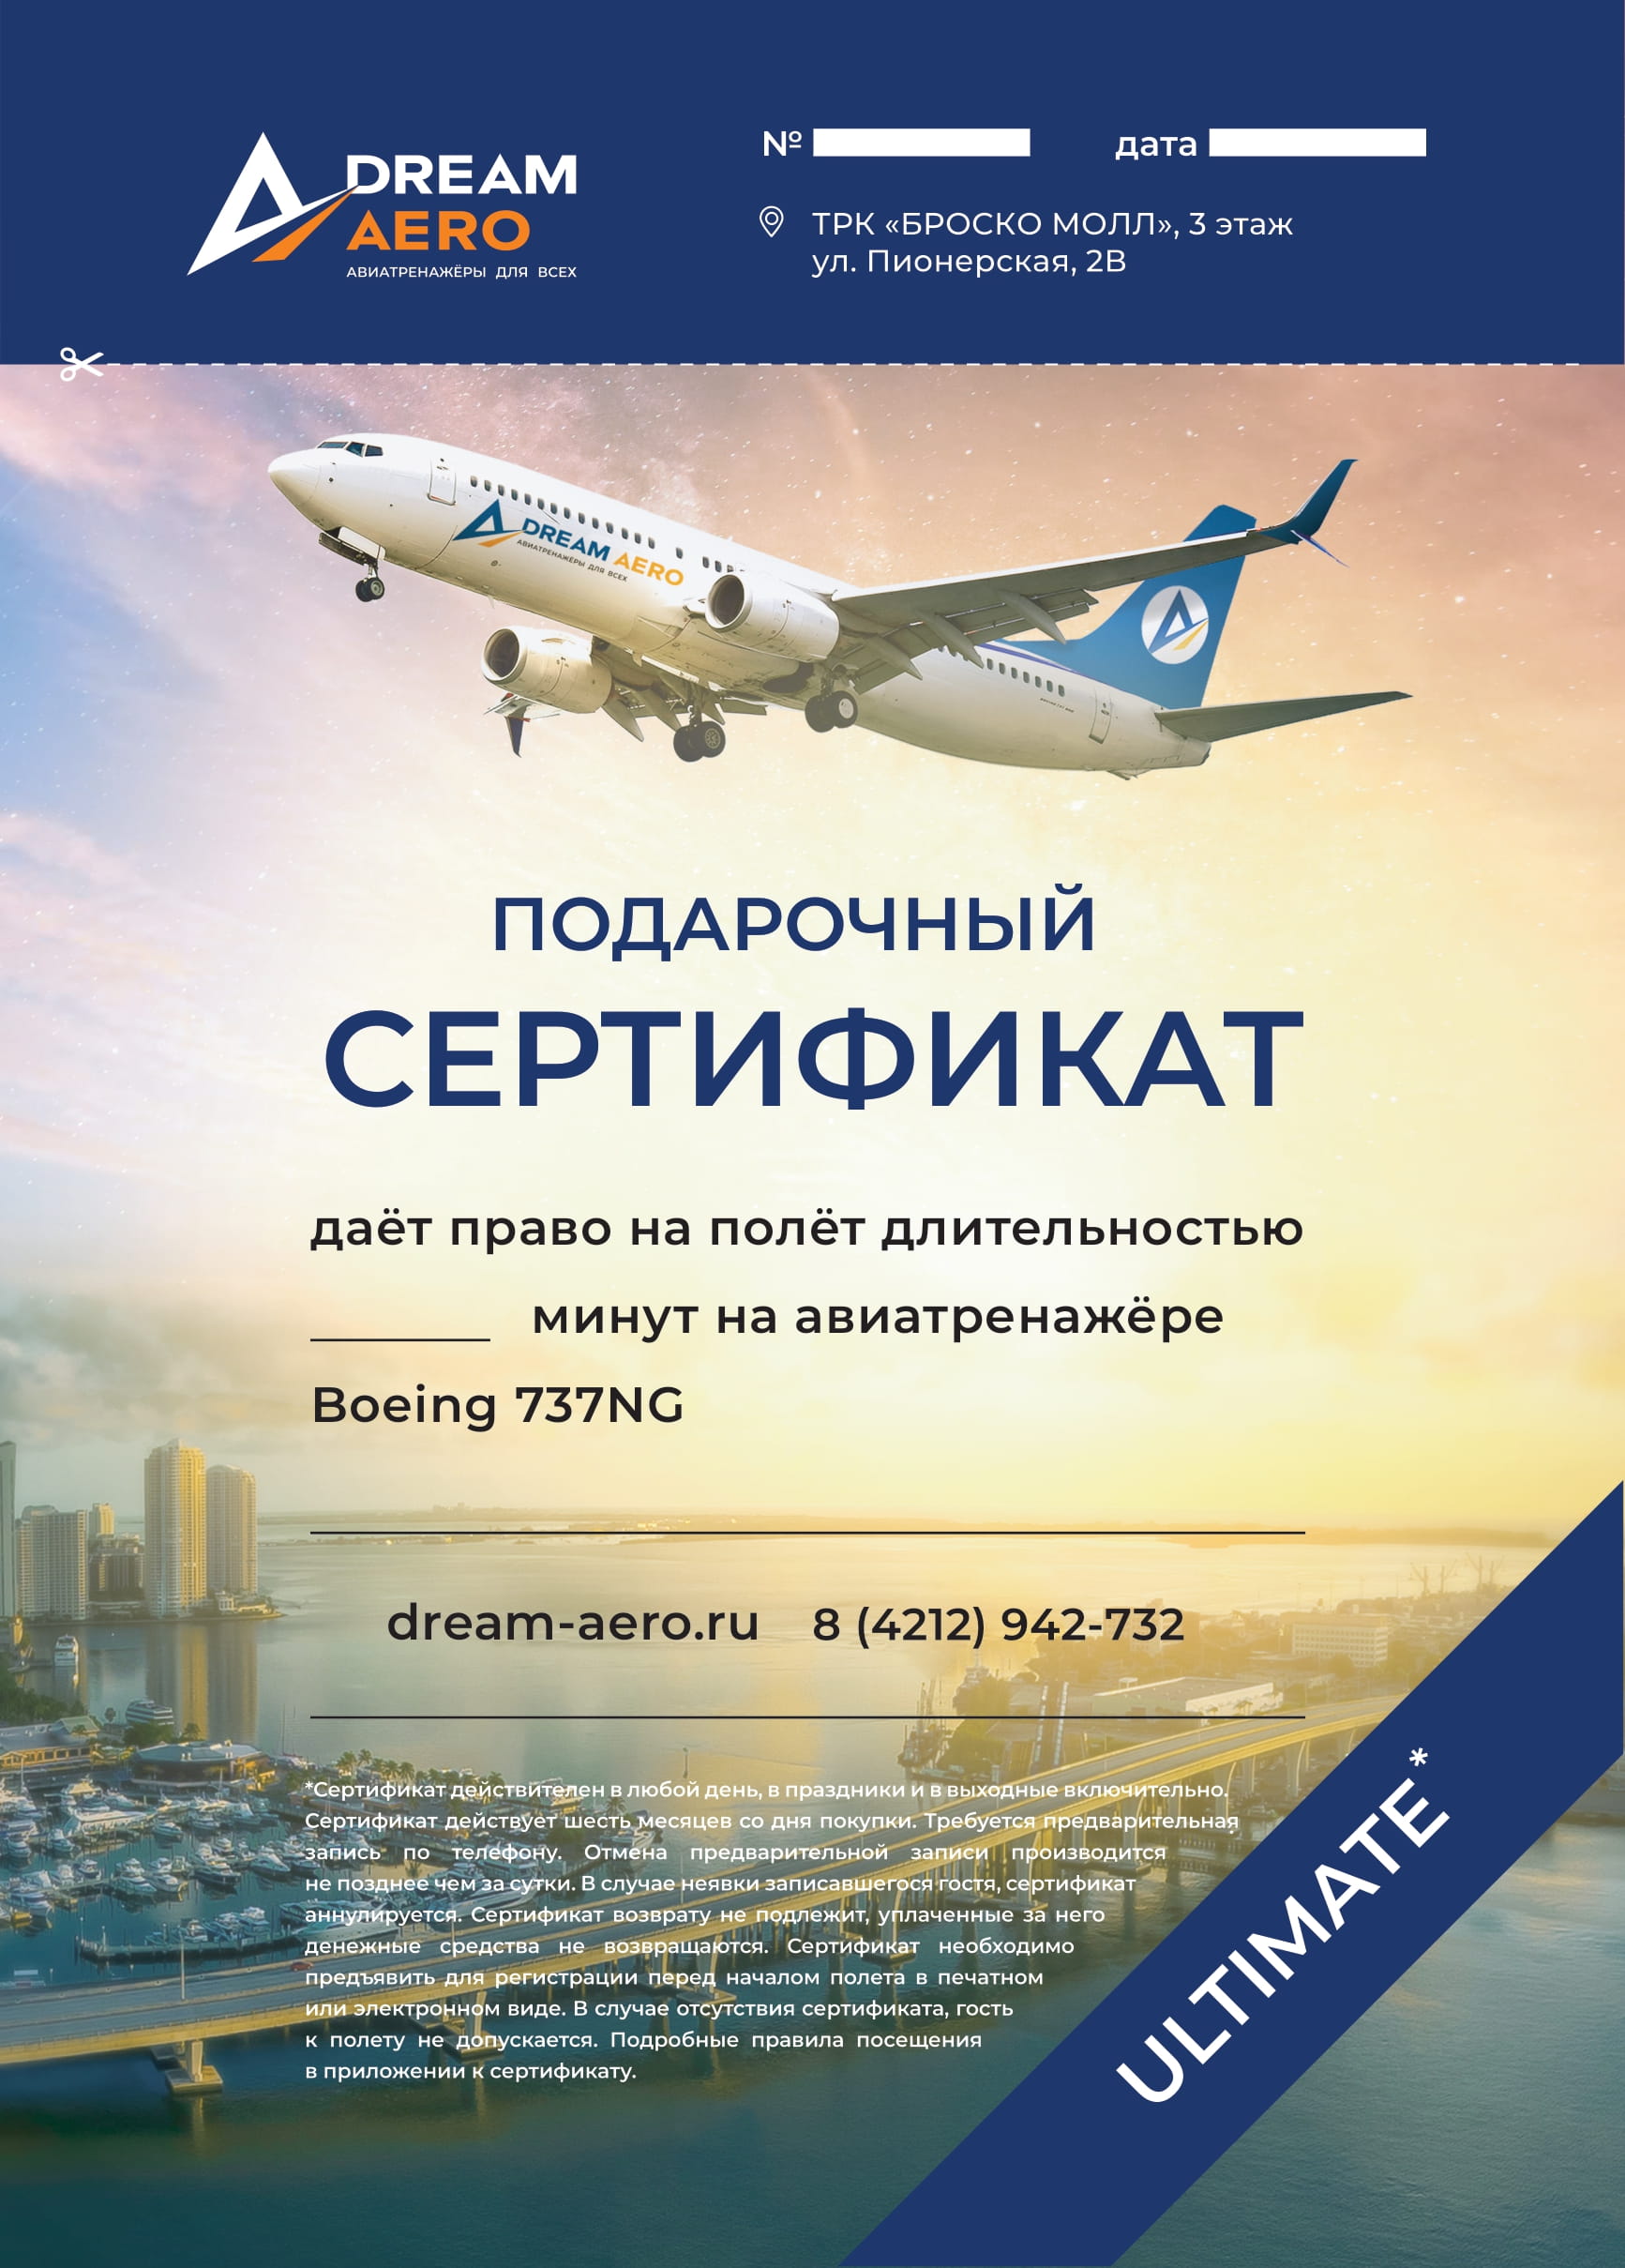 DREAM
AERO
АВИАТРЕНАЖЁРЫ ДЛЯ ВСЕХ
№ дата
ТРК «БРОСКО МОЛЛ», 3 этаж
ул. Пионерская, 2В
DREAM AERO
АВИАТРЕНАЖЁРЫ ДЛЯ ВСЕХ
ПОДАРОЧНЫЙ
СЕРТИФИКАТ
даёт право на полёт длительностью
______ минут на авиатренажёре
Boeing 737NG
dream-aero.ru 8 (4212) 942-732
*Сертификат действителен в любой день, в праздники и в выходные включительно.
Сертификат действует шесть месяцев со дня покупки. Требуется предварительная
запись по телефону. Отмена предварительной записи производится
не позднее чем за сутки. В случае неявки записавшегося гостя, сертификат
аннулируется. Сертификат возврату не подлежит, уплаченные за него
денежные средства не возвращаются. Сертификат необходимо
предъявить для регистрации перед началом полета в печатном
или электронном виде. В случае отсутствия сертификата, гость
к полету не допускается. Подробные правила посещения
в приложении к сертификату.
ULTIMATE*